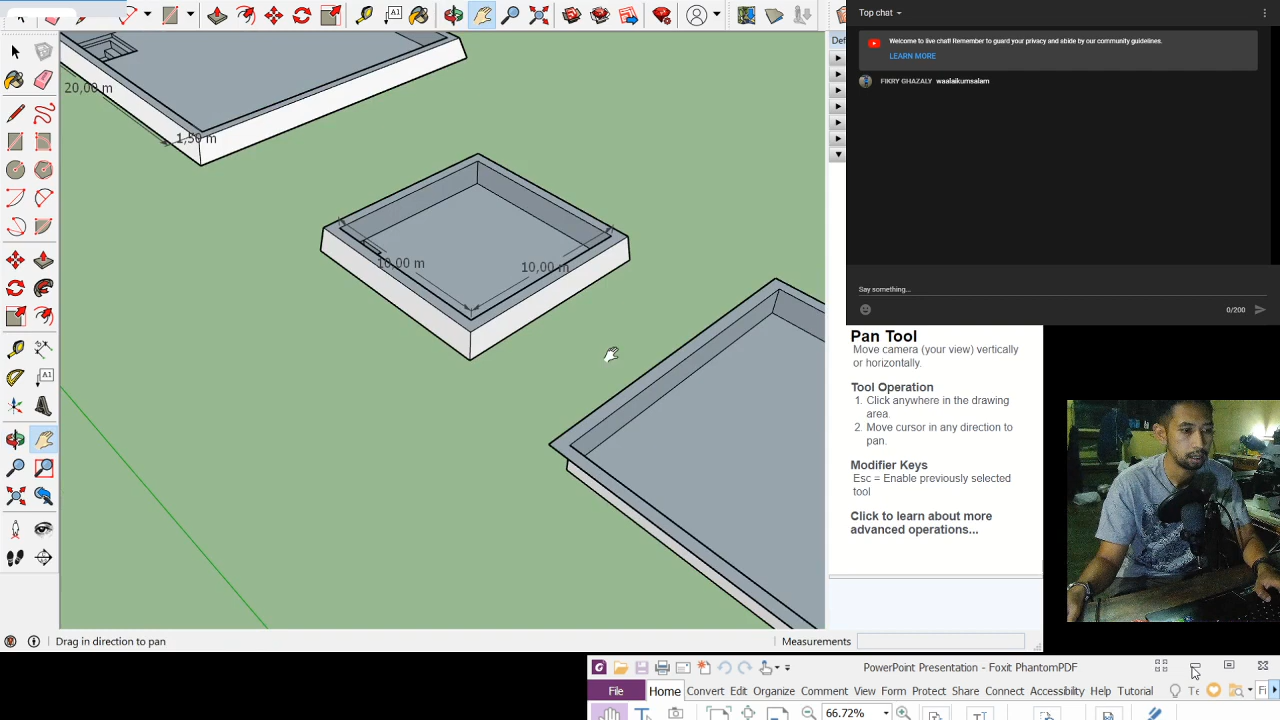 A1
Def
20,00 m
1,50 m
10,00 m
10,00 m
A1
Drag in direction to pan
Measurements
Top chat
Welcome to live chat! Remember to guard your privacy and abide by our community guidelines.
LEARN MORE
FIKRY GHAZALY waalaikumsalam
Say something...
0/200
Pan Tool
Move camera (your view) vertically
or horizontally.
Tool Operation
1. Click anywhere in the drawing
area.
2. Move cursor in any direction to
pan.
Modifier Keys
Esc = Enable previously selected
tool
Click to learn about more
advanced operations...
PowerPoint Presentation - Foxit PhantomPDF
File Home Convert Edit Organize Comment View Form Protect Share Connect Accessibility Help Tutorial Te Fi
66.72%